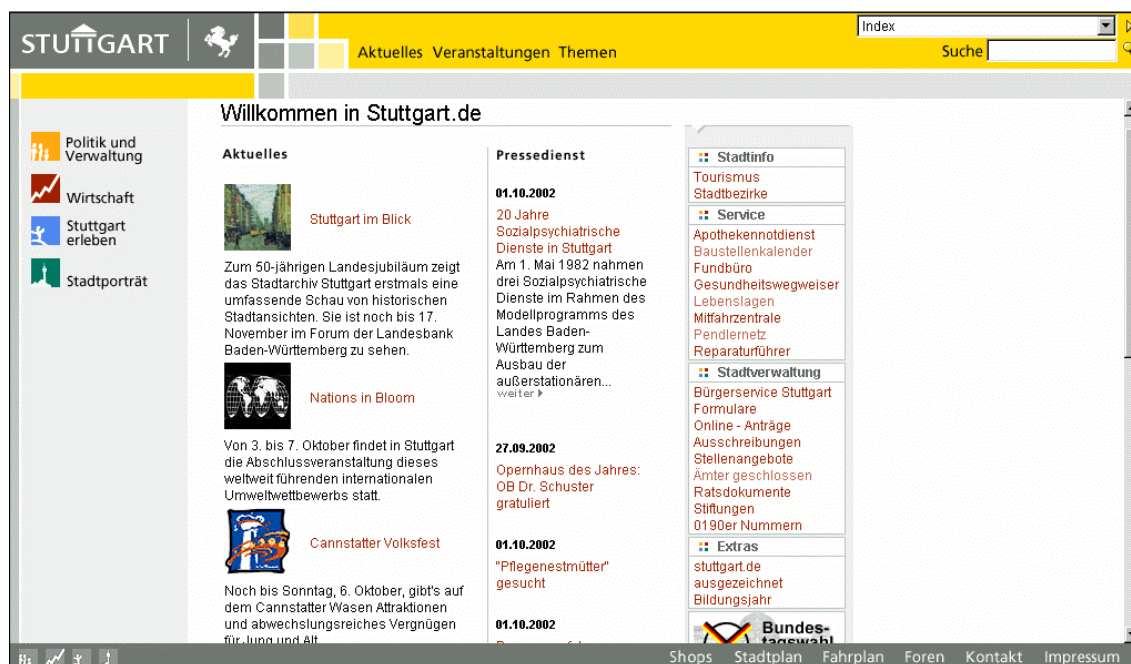 STUTTGART
Aktuelles Veranstaltungen Themen
Index
Suche
Politik und
Verwaltung
Wirtschaft
Stuttgart
erleben
Stadtporträt
Willkommen in Stuttgart.de
Aktuelles
Stuttgart im Blick
Zum 50-jährigen Landesjubiläum zeigt
das Stadtarchiv Stuttgart erstmals eine
umfassende Schau von historischen
Stadtansichten. Sie ist noch bis 17.
November im Forum der Landesbank
Baden-Württemberg zu sehen.
Nations in Bloom
Von 3. bis 7. Oktober findet in Stuttgart
die Abschlussveranstaltung dieses
weltweit führenden internationalen
Umweltwettbewerbs statt.
Cannstatter Volksfest
Noch bis Sonntag, 6. Oktober, gibt's auf
dem Cannstatter Wasen Attraktionen
und abwechslungsreiches Vergnügen
für Jung und Alt
Pressedienst
01.10.2002
20 Jahre
Sozialpsychiatrische
Dienste in Stuttgart
Am 1. Mai 1982 nahmen
drei Sozialpsychiatrische
Dienste im Rahmen des
Modellprogramms des
Landes Baden-
Württemberg zum
Ausbau der
außerstationären...
weiter
27.09.2002
Opernhaus des Jahres:
OB Dr. Schuster
gratuliert
01.10.2002
"Pflegenestmütter"
gesucht
01.10.2002
Stadtinfo
Tourismus
Stadtbezirke
Service
Apothekennotdienst
Baustellenkalender
Fundbüro
Gesundheitswegweiser
Lebenslagen
Mitfahrzentrale
Pendlernetz
Reparaturführer
Stadtverwaltung
Bürgerservice Stuttgart
Formulare
Online - Anträge
Ausschreibungen
Stellenangebote
Ämter geschlossen
Ratsdokumente
Stiftungen
0190er Nummern
Extras
stuttgart.de
ausgezeichnet
Bildungsjahr
Bundes-
tagswahl
Shops Stadtplan Fahrplan Foren Kontakt Impressum